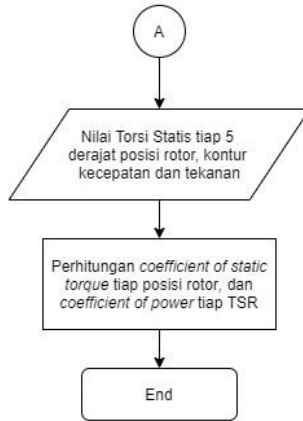 A
Nilai Torsi Statis tiap 5
derajat posisi rotor, kontur
kecepatan dan tekanan
Perhitungan coefficient of static
torque tiap posisi rotor, dan
coefficient of power tiap TSR
End